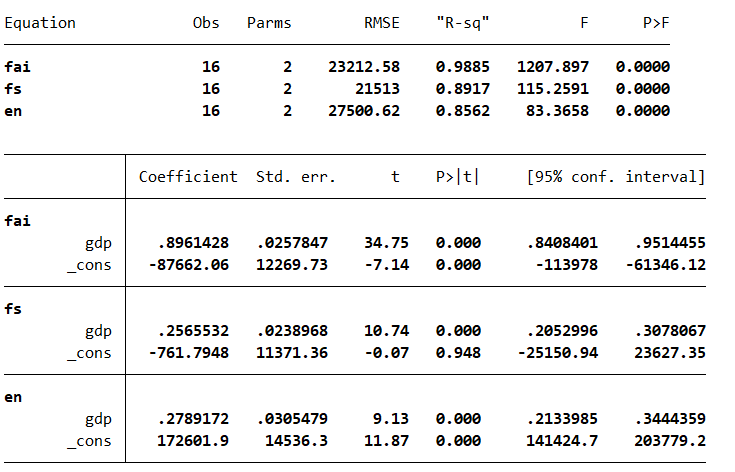 Equation Obs Parms RMSE "R-sq" F P>F
fai 16 2 23212.58 0.9885 1207.897 0.0000
fs 16 2 21513 0.8917 115.2591 0.0000
en 16 2 27500.62 0.8562 83.3658 0.0000
Coefficient Std. err. t P>|t| [95% conf. interval]
fai
gdp .8961428 .0257847 34.75 0.000 .8408401 .9514455
_cons -87662.06 12269.73 -7.14 0.000 -113978 -61346.12
fs
gdp .2565532 .0238968 10.74 0.000 .2052996 .3078067
_cons -761.7948 11371.36 -0.07 0.948 -25150.94 23627.35
en
gdp .2789172 .0305479 9.13 0.000 .2133985 .3444359
_cons 172601.9 14536.3 11.87 0.000 141424.7 203779.2